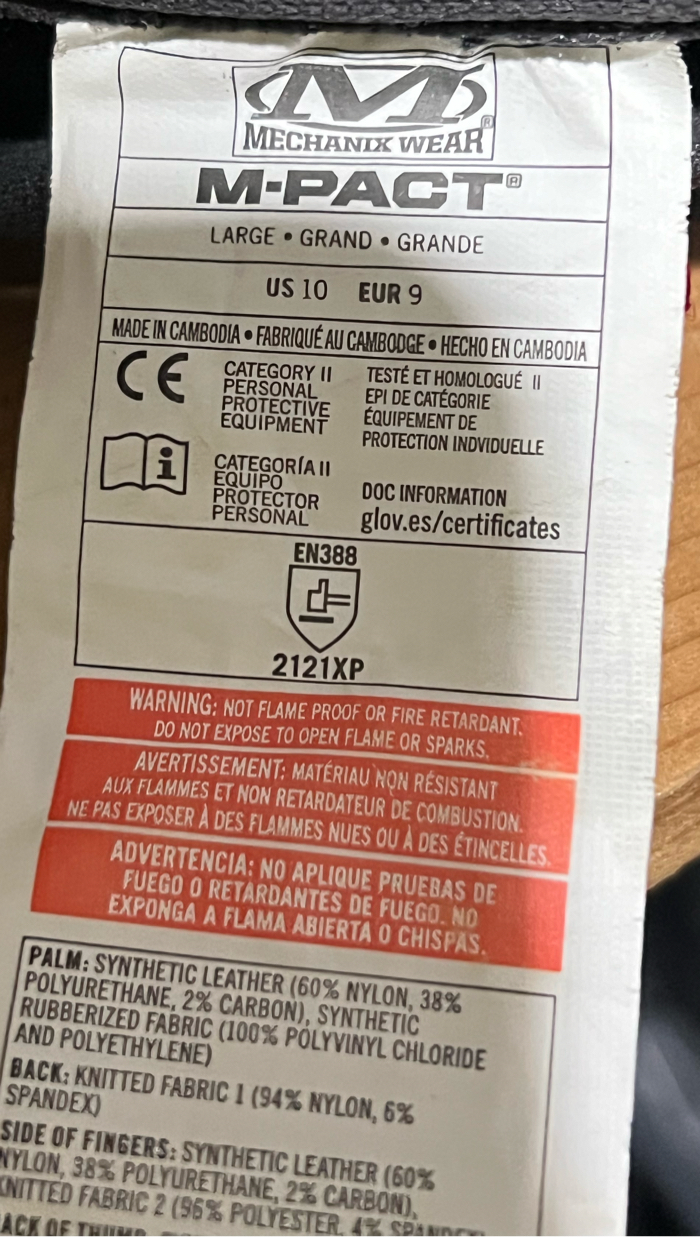 MECHANIX WEAR®
M-PACT®
LARGE • GRAND • GRANDE
US 10 EUR 9
MADE IN CAMBODIA • FABRIQUÉ AU CAMBODGE • HECHO EN CAMBODIA
CE
CATEGORY II
PERSONAL
PROTECTIVE
EQUIPMENT
TESTÉ ET HOMOLOGUÉ II
EPI DE CATÉGORIE
ÉQUIPEMENT DE
PROTECTION INDVIDUELLE
i
CATEGORÍA II
EQUIPO
PROTECTOR
PERSONAL
DOC INFORMATION
glov.es/certificates
EN388
2121XP
WARNING: NOT FLAME PROOF OR FIRE RETARDANT.
DO NOT EXPOSE TO OPEN FLAME OR SPARKS.
AVERTISSEMENT: MATÉRIAU NON RÉSISTANT
AUX FLAMMES ET NON RETARDATEUR DE COMBUSTION.
NE PAS EXPOSER À DES FLAMMES NUES OU À DES ÉTINCELLES.
ADVERTENCIA: NO APLIQUE PRUEBAS DE
FUEGO O RETARDANTES DE FUEGO. NO
EXPONGA A FLAMA ABIERTA O CHISPAS.
PALM: SYNTHETIC LEATHER (60% NYLON, 38%
POLYURETHANE, 2% CARBON), SYNTHETIC
RUBBERIZED FABRIC (100% POLYVINYL CHLORIDE
AND POLYETHYLENE)
BACK: KNITTED FABRIC 1 (94% NYLON, 6%
SPANDEX)
SIDE OF FINGERS: SYNTHETIC LEATHER (60%
NYLON, 38% POLYURETHANE, 2% CARBON),
KNITTED FABRIC 2 (96% POLYESTER, 4% SPANDEX
BACK OF THUMB